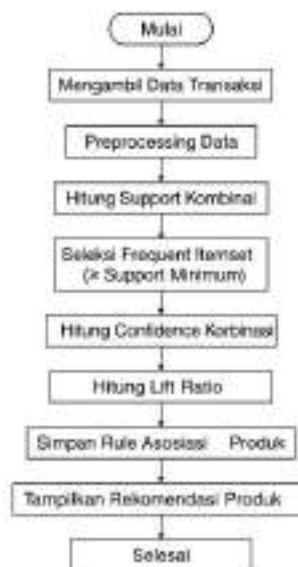 Mulai
Mengambil Data Transaksi
Preprocessing Data
Hitung Support Kombinai
Seleksi Frequent Itemset
(≥ Support Minimum)
Hitung Confidence Korbinasi
Hitung Lift Ratio
Simpan Rule Asosiasi Produk
Tampilkan Rekomendasi Produk
Selesai